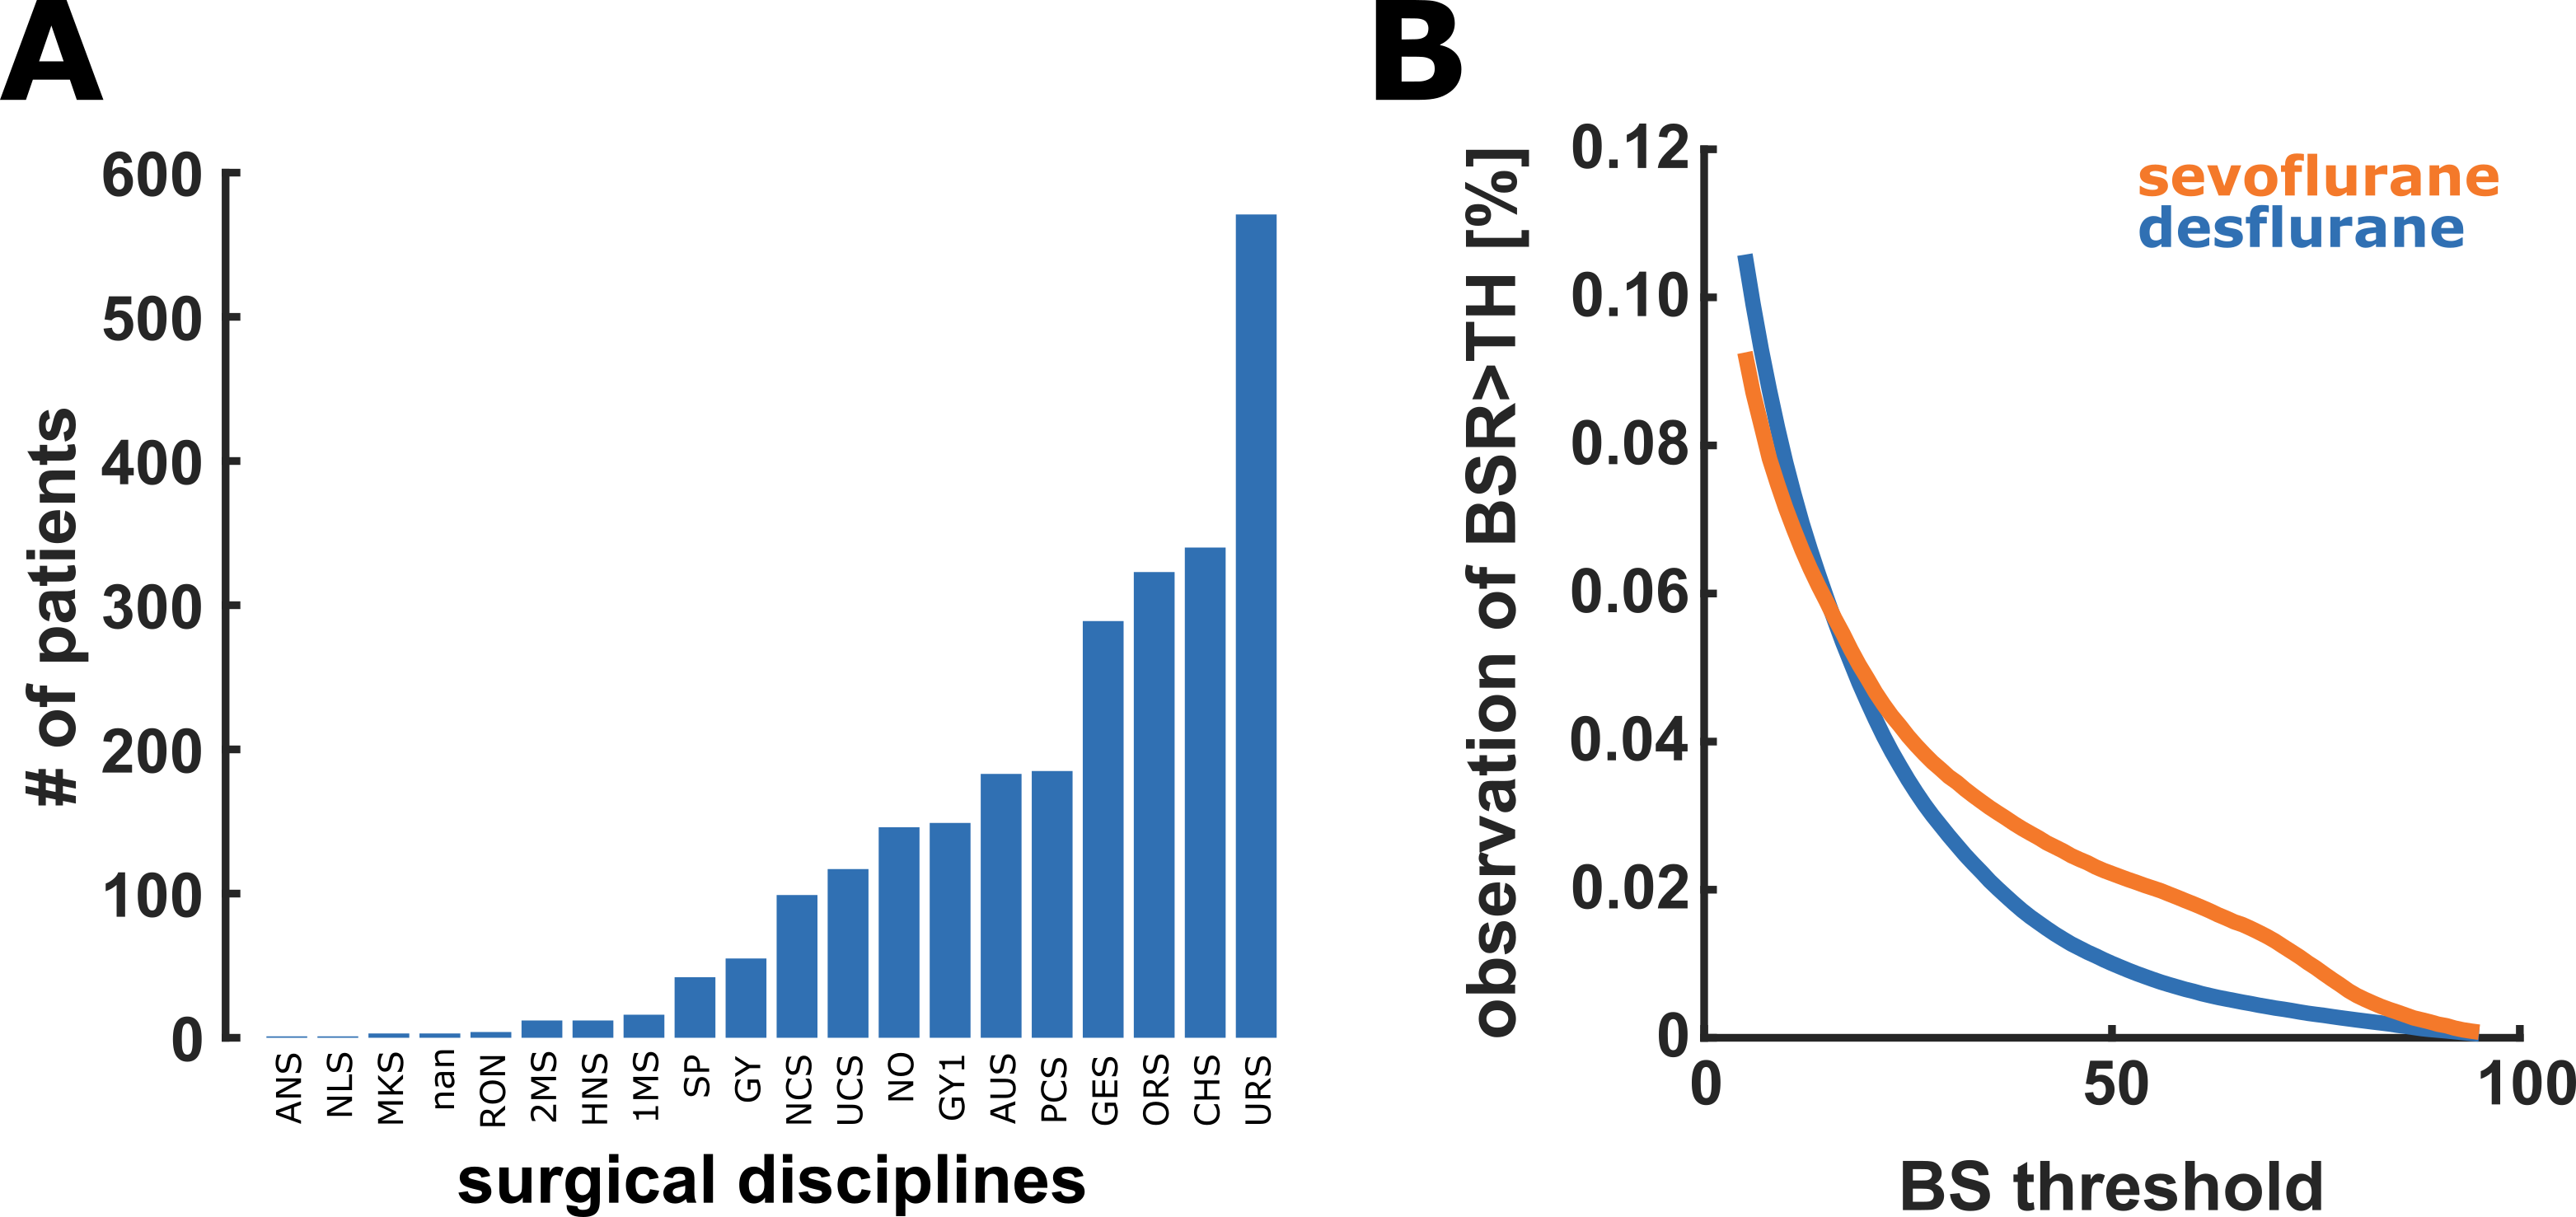 A
600
500
400
300
200
100
0
# of patients
ANS NLS MKS nan RON 2MS HNS 1MS SP GY NCS UCS NO GY1 AUS PCS GES ORS CHS URS
surgical disciplines
B
0.12
0.10
0.08
0.06
0.04
0.02
0
observation of BSR>TH [%]
sevoflurane
desflurane
0 50 100
BS threshold